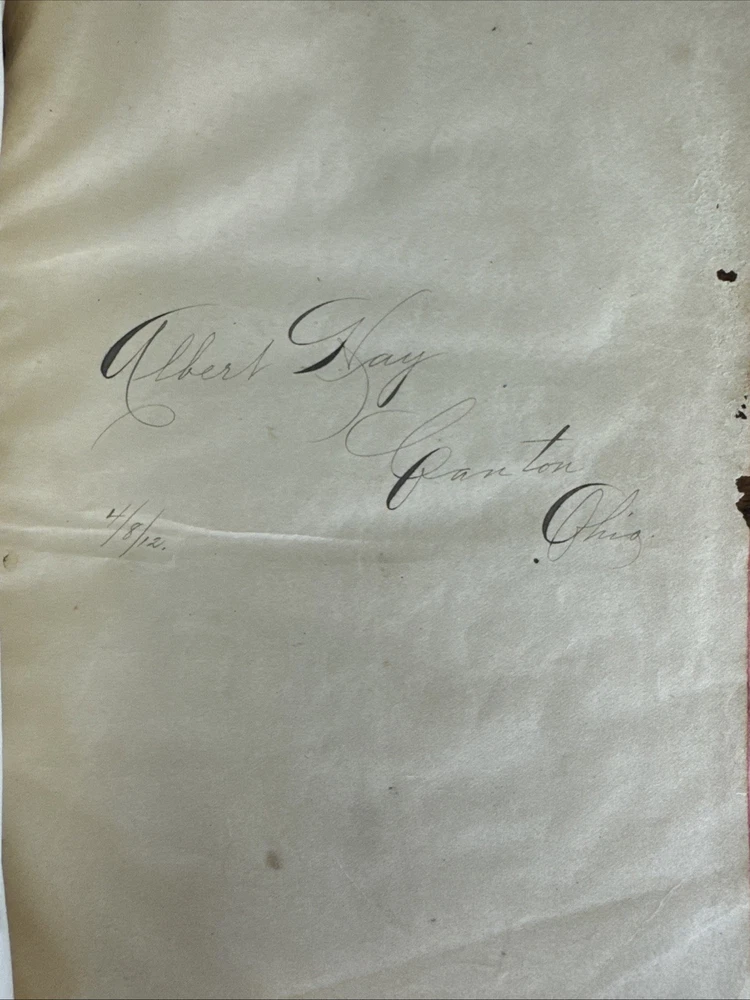 Albert Hay
Canton
Ohio.
4/8/12.